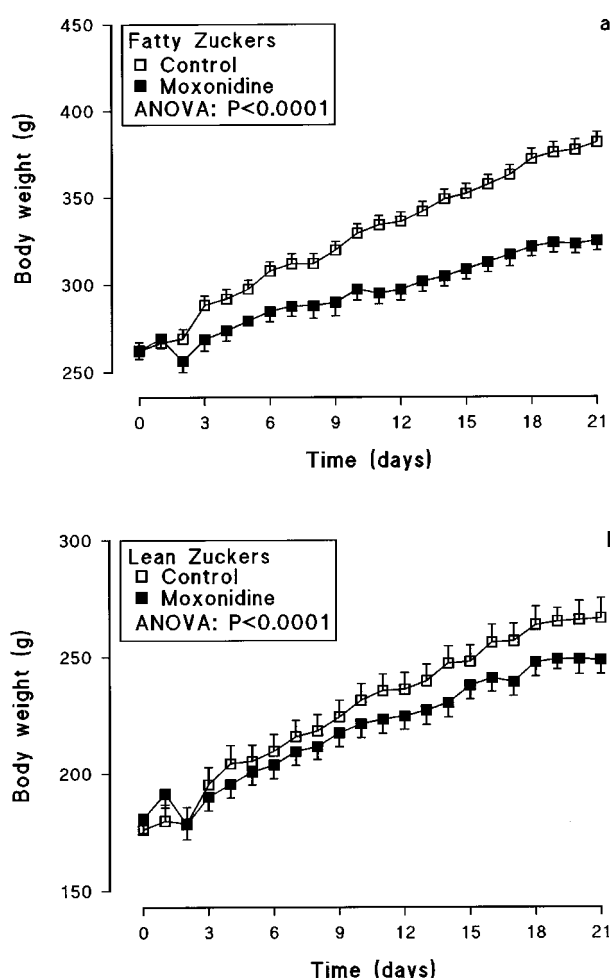 a
450
Fatty Zuckers
Control
Moxonidine
ANOVA: P<0.0001
400
350
300
250
Body weight (g)
0 3 6 9 12 15 18 21
Time (days)
300
Lean Zuckers
Control
Moxonidine
ANOVA: P<0.0001
250
200
150
Body weight (g)
0 3 6 9 12 15 18 21
Time (days)